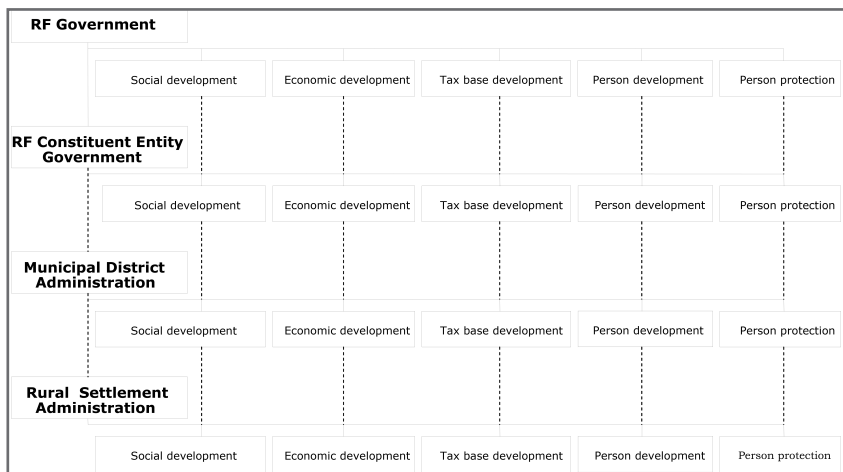 RF Government
Social development
Economic development
Tax base development
Person development
Person protection
RF Constituent Entity
Government
Social development
Economic development
Tax base development
Person development
Person protection
Municipal District
Administration
Social development
Economic development
Tax base development
Person development
Person protection
Rural Settlement
Administration
Social development
Economic development
Tax base development
Person development
Person protection